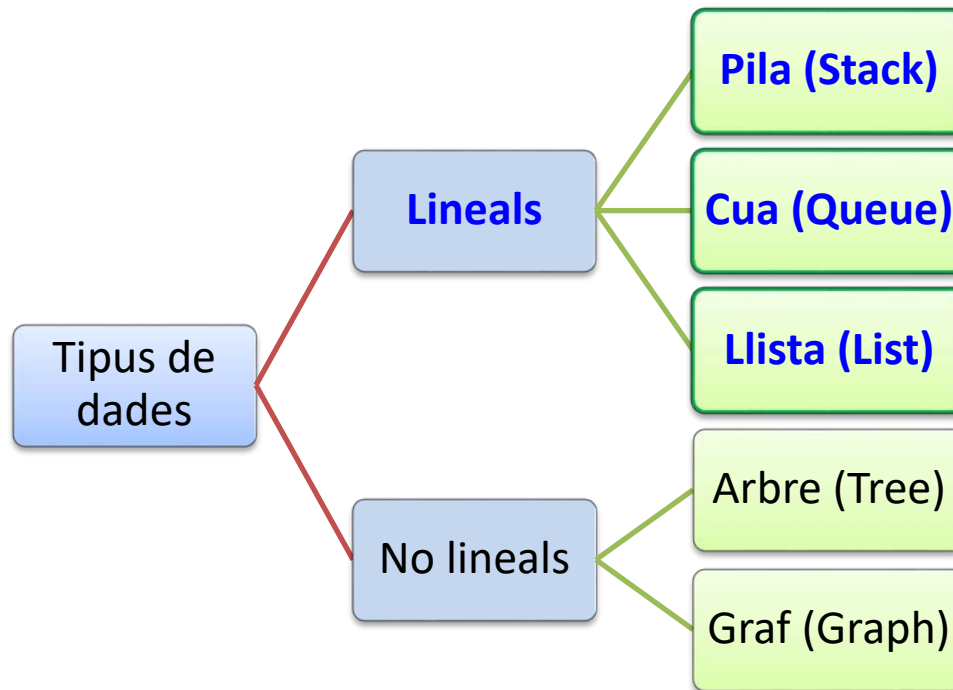 Tipus de
dades
Lineals
Pila (Stack)
Cua (Queue)
Llista (List)
No lineals
Arbre (Tree)
Graf (Graph)